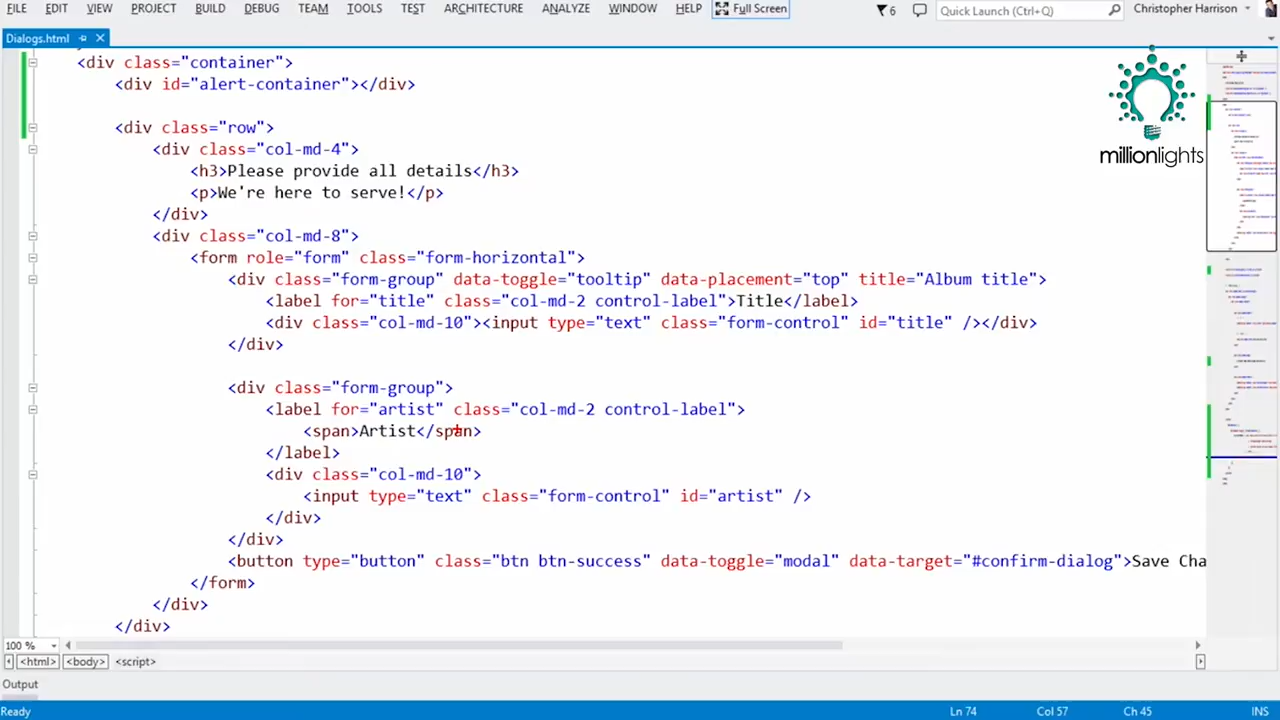 FILE EDIT VIEW PROJECT BUILD DEBUG TEAM TOOLS TEST ARCHITECTURE ANALYZE WINDOW HELP Full Screen 6 Quick Launch (Ctrl+Q) Christopher Harrison
Dialogs.html
<div class="container">
<div id="alert-container"></div>
<div class="row">
<div class="col-md-4">
<h3>Please provide all details</h3>
<p>We're here to serve!</p>
</div>
<div class="col-md-8">
<form role="form" class="form-horizontal">
<div class="form-group" data-toggle="tooltip" data-placement="top" title="Album title">
<label for="title" class="col-md-2 control-label">Title</label>
<div class="col-md-10"><input type="text" class="form-control" id="title" /></div>
</div>
<div class="form-group">
<label for="artist" class="col-md-2 control-label">
<span>Artist</span>
</label>
<div class="col-md-10">
<input type="text" class="form-control" id="artist" />
</div>
</div>
<button type="button" class="btn btn-success" data-toggle="modal" data-target="#confirm-dialog">Save Cha
</form>
</div>
</div>
millionlights
100 %
<html> <body> <script>
Output
Ready Ln 74 Col 57 Ch 45 INS